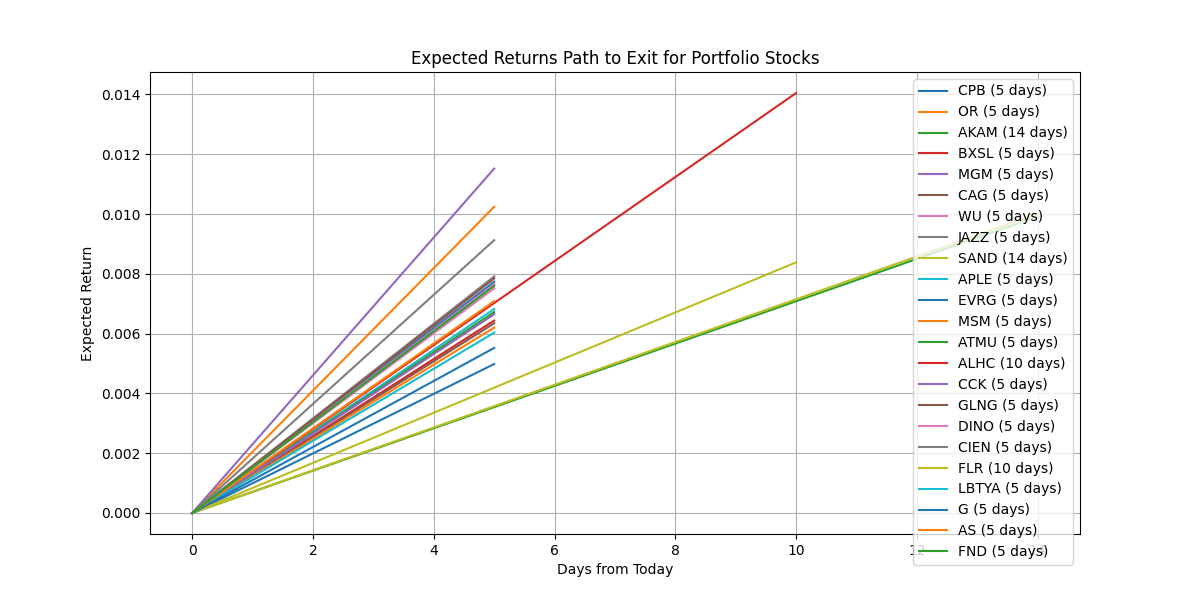 Expected Returns Path to Exit for Portfolio Stocks
Expected Return
0.014
0.012
0.010
0.008
0.006
0.004
0.002
0.000
0 2 4 6 8 10
Days from Today
CPB (5 days)
OR (5 days)
AKAM (14 days)
BXSL (5 days)
MGM (5 days)
CAG (5 days)
WU (5 days)
JAZZ (5 days)
SAND (14 days)
APLE (5 days)
EVRG (5 days)
MSM (5 days)
ATMU (5 days)
ALHC (10 days)
CCK (5 days)
GLNG (5 days)
DINO (5 days)
CIEN (5 days)
FLR (10 days)
LBTYA (5 days)
G (5 days)
AS (5 days)
FND (5 days)